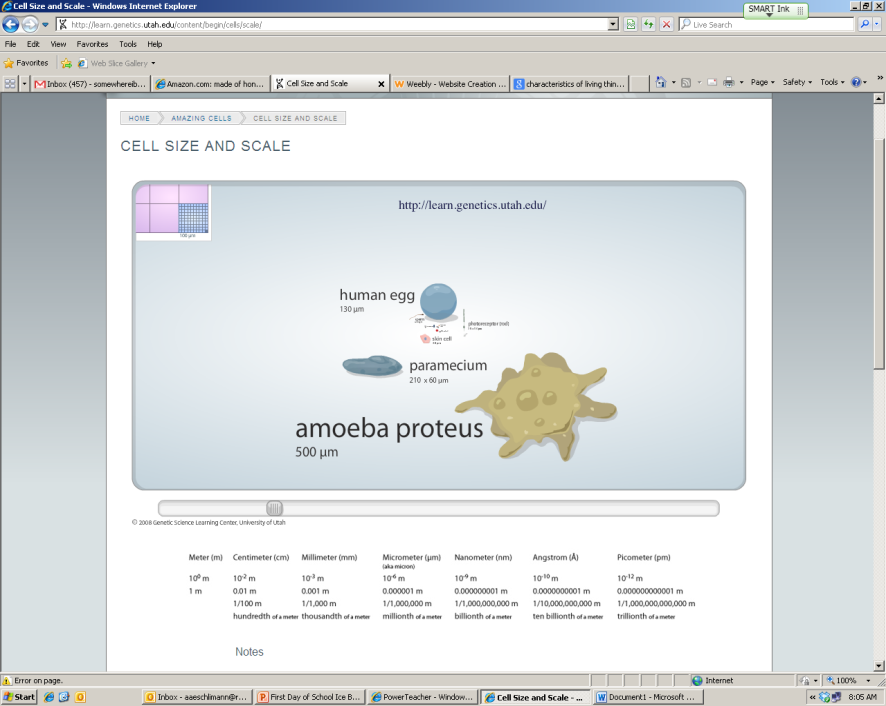 Cell Size and Scale - Windows Internet Explorer
SMART Ink
http://learn.genetics.utah.edu/content/begin/cells/scale/
Live Search
File Edit View Favorites Tools Help
Favorites
Web Slice Gallery
Inbox (457) - somewhereib...
Amazon.com: made of hon...
Cell Size and Scale
Weebly - Website Creation ...
characteristics of living thin...
Page Safety Tools
HOME AMAZING CELLS CELL SIZE AND SCALE
CELL SIZE AND SCALE
100 µm
http://learn.genetics.utah.edu/
human egg
130 µm
photoreceptor (rod)
skin cell
paramecium
210 x 60 µm
amoeba proteus
500 µm
© 2008 Genetic Science Learning Center, University of Utah
Meter (m) Centimeter (cm) Millimeter (mm) Micrometer (µm) Nanometer (nm) Angstrom (Å) Picometer (pm)
(aka micron)
10⁰ m 10⁻² m 10⁻³ m 10⁻⁶ m 10⁻⁹ m 10⁻¹⁰ m 10⁻¹² m
1 m 0.01 m 0.001 m 0.000001 m 0.000000001 m 0.0000000001 m 0.000000000001 m
1/100 m 1/1,000 m 1/1,000,000 m 1/1,000,000,000 m 1/10,000,000,000 m 1/1,000,000,000,000 m
hundredth of a meter thousandth of a meter millionth of a meter billionth of a meter ten billionth of a meter trillionth of a meter
Notes
Error on page.
Internet
100%
Start
Inbox - aaeschlimann@r...
First Day of School Ice B...
PowerTeacher - Window...
Cell Size and Scale - ...
Document1 - Microsoft ...
8:05 AM